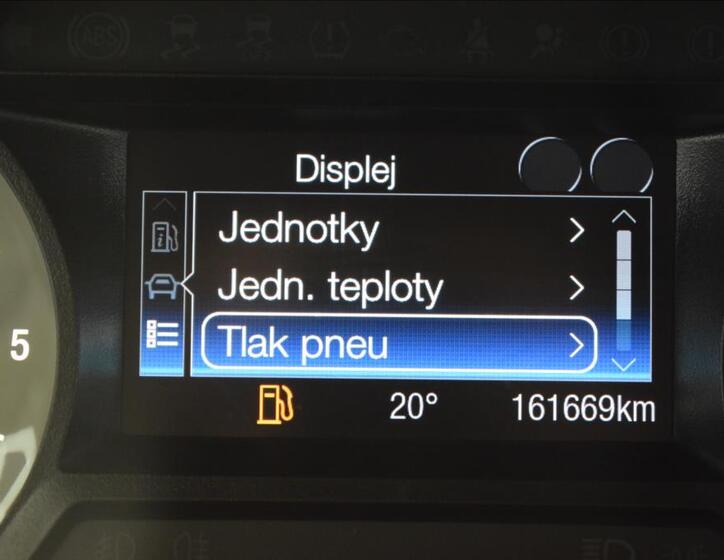 ABS
Displej
Jednotky
Jedn. teploty
Tlak pneu
5
20°
161669km